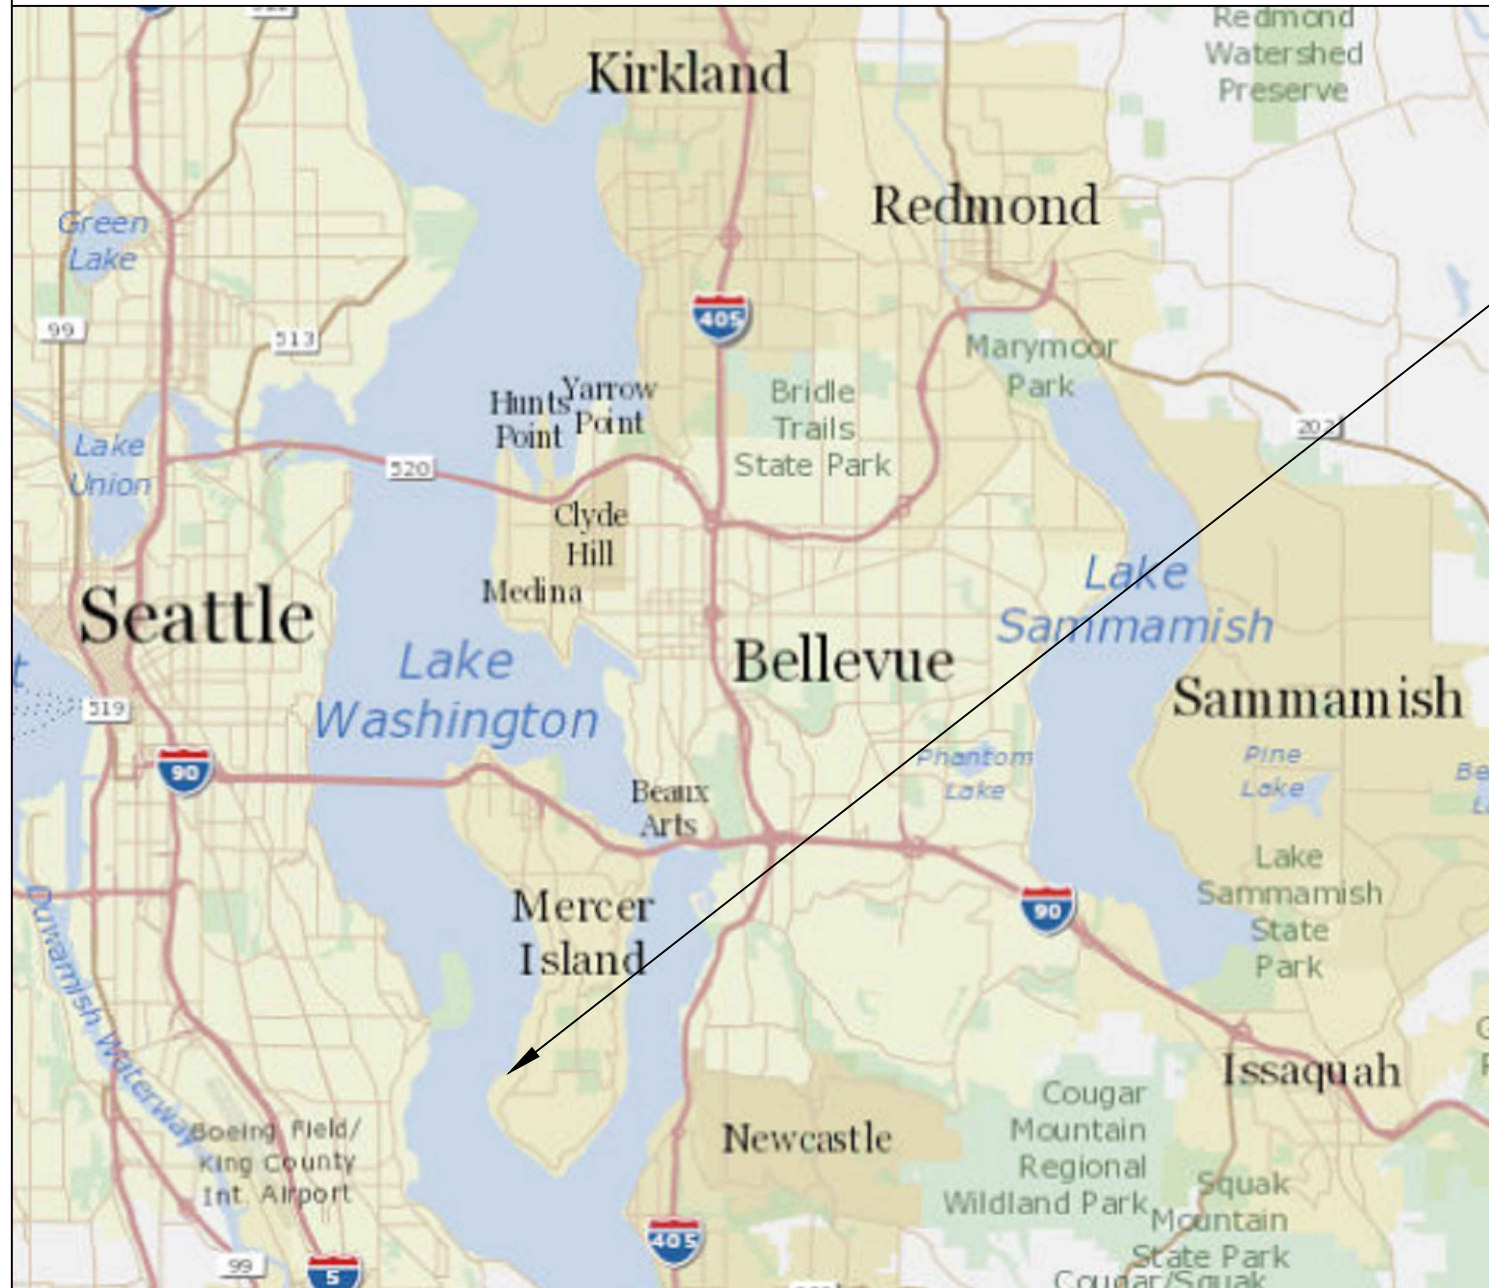 Redmond
Watershed
Preserve
Kirkland
Redmond
Green
Lake
99
513
405
Marymoor
Park
Hunts
Point
Yarrow
Point
Bridle
Trails
State Park
202
Lake
Union
520
Clyde
Hill
Medina
Lake
Sammamish
Seattle
Lake
Washington
Bellevue
Sammamish
519
90
Phantom
Lake
Pine
Lake
Beaux
Arts
Lake
Sammamish
State
Park
Mercer
Island
90
Duwamish Waterway
Issaquah
Boeing Field/
King County
Int. Airport
Newcastle
Cougar
Mountain
Regional
Wildland Park
Squak
Mountain
State Park
Cougar/Squak
405
99
5